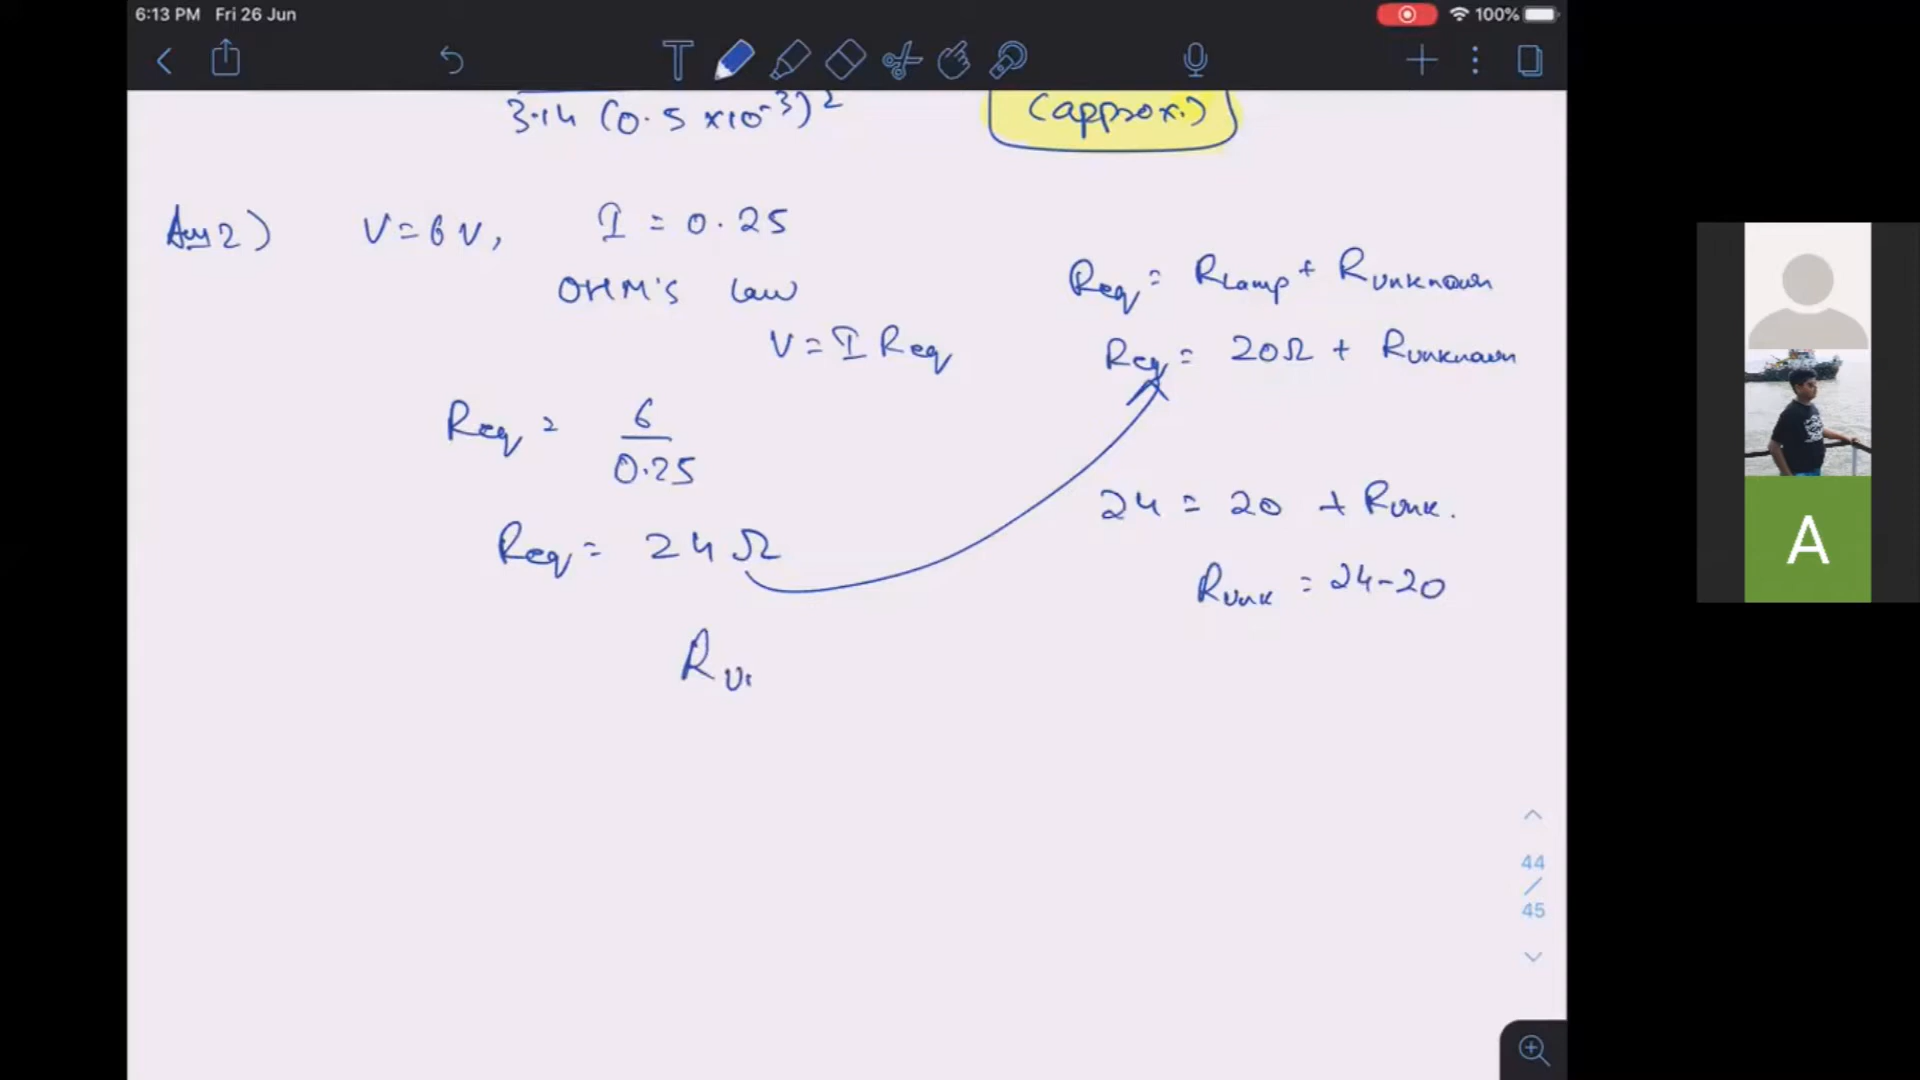 6:13 PM Fri 26 Jun
100%
3.14 (0.5 x10-3)2
(approx.)
Ans 2) V=6V, I = 0.25
OHM's law
V = I Req
Req = 6/0.25
Req = 24 Ω
Req = RLamp + RUnknown
Req = 20Ω + RUnknown
24 = 20 + RUnk.
RUnk = 24-20
R
A
44
/
45